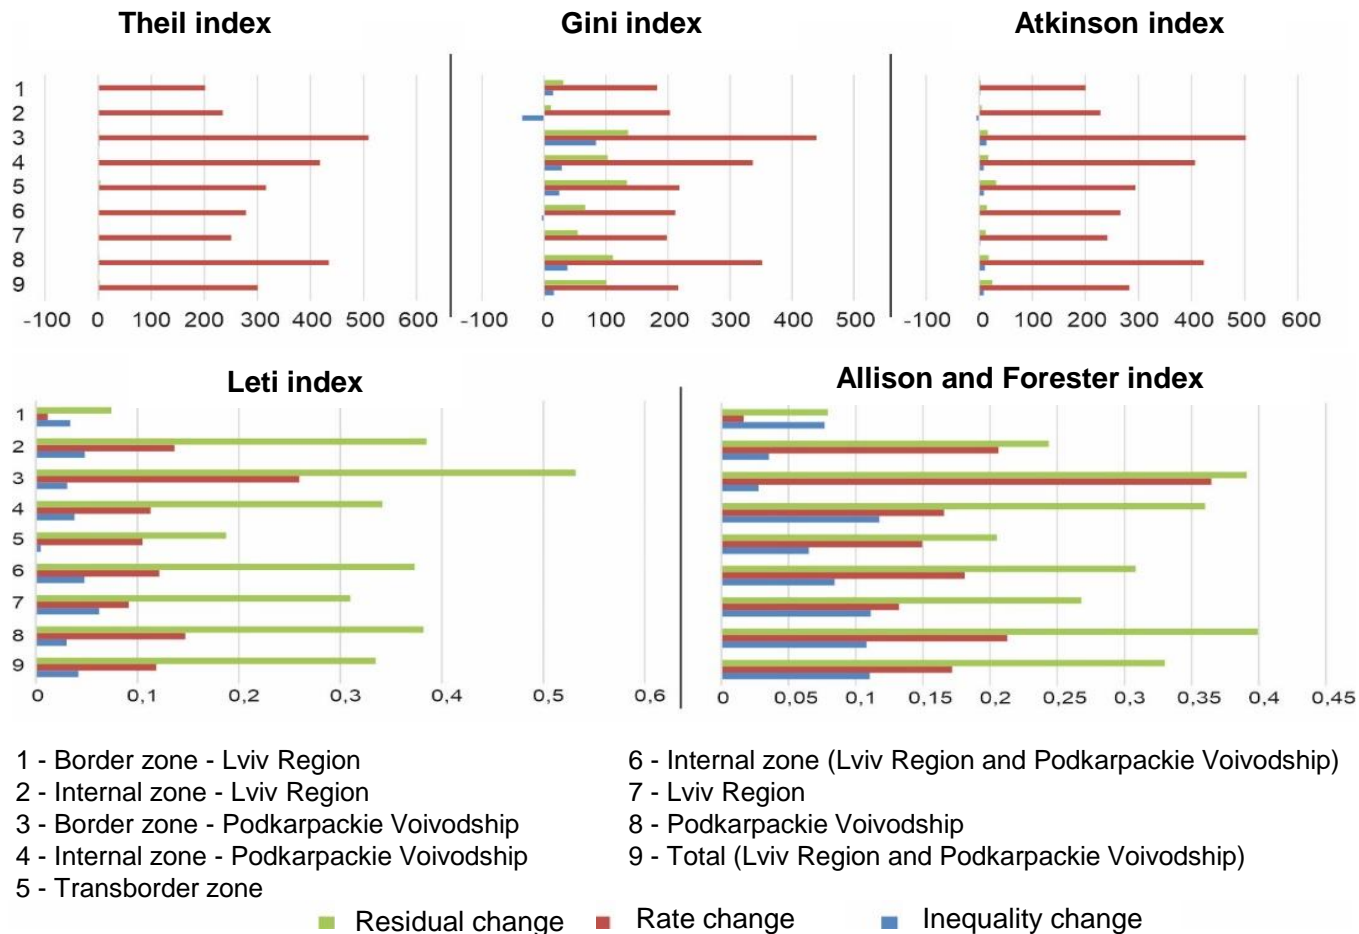 Theil index
Gini index
Atkinson index
1
2
3
4
5
6
7
8
9
-100 0 100 200 300 400 500 600
-100 0 100 200 300 400 500
-100 0 100 200 300 400 500 600
Leti index
Allison and Forester index
1
2
3
4
5
6
7
8
9
0 0,1 0,2 0,3 0,4 0,5 0,6
0 0,05 0,1 0,15 0,2 0,25 0,3 0,35 0,4 0,45
1 - Border zone - Lviv Region
2 - Internal zone - Lviv Region
3 - Border zone - Podkarpackie Voivodship
4 - Internal zone - Podkarpackie Voivodship
5 - Transborder zone
6 - Internal zone (Lviv Region and Podkarpackie Voivodship)
7 - Lviv Region
8 - Podkarpackie Voivodship
9 - Total (Lviv Region and Podkarpackie Voivodship)
Residual change Rate change Inequality change